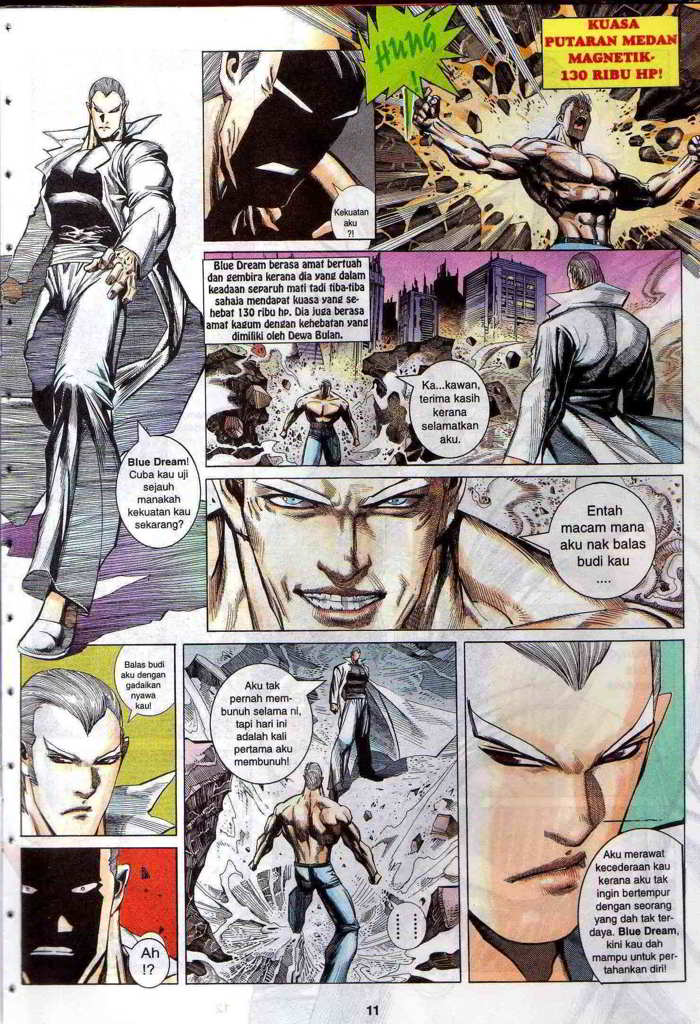 Blue Dream!
Cuba kau uji
sejauh
manakah
kekuatan kau
sekarang?
Kekuatan
aku
?!
HUNG
!
KUASA
PUTARAN MEDAN
MAGNETIK-
130 RIBU HP!
Blue Dream berasa amat bertuah
dan gembira kerana dia yang dalam
keadaan separuh mati tadi tiba-tiba
sahaja mendapat kuasa yang se-
hebat 130 ribu hp. Dia juga berasa
amat kagum dengan kehebatan yang
dimiliki oleh Dewa Bulan.
Ka...kawan,
terima kasih
kerana
selamatkan
aku.
Entah
macam mana
aku nak balas
budi kau
....
Balas budi
aku dengan
gadaikan
nyawa
kau!
Ah
!?
Aku tak
pernah mem-
bunuh selama ni,
tapi hari ini
adalah kali
pertama aku
membunuh!
......
Aku merawat
kecederaan kau
kerana aku tak
ingin bertempur
dengan seorang
yang dah tak ter-
daya. Blue Dream,
kini kau dah
mampu untuk per-
tahankan diri!
11